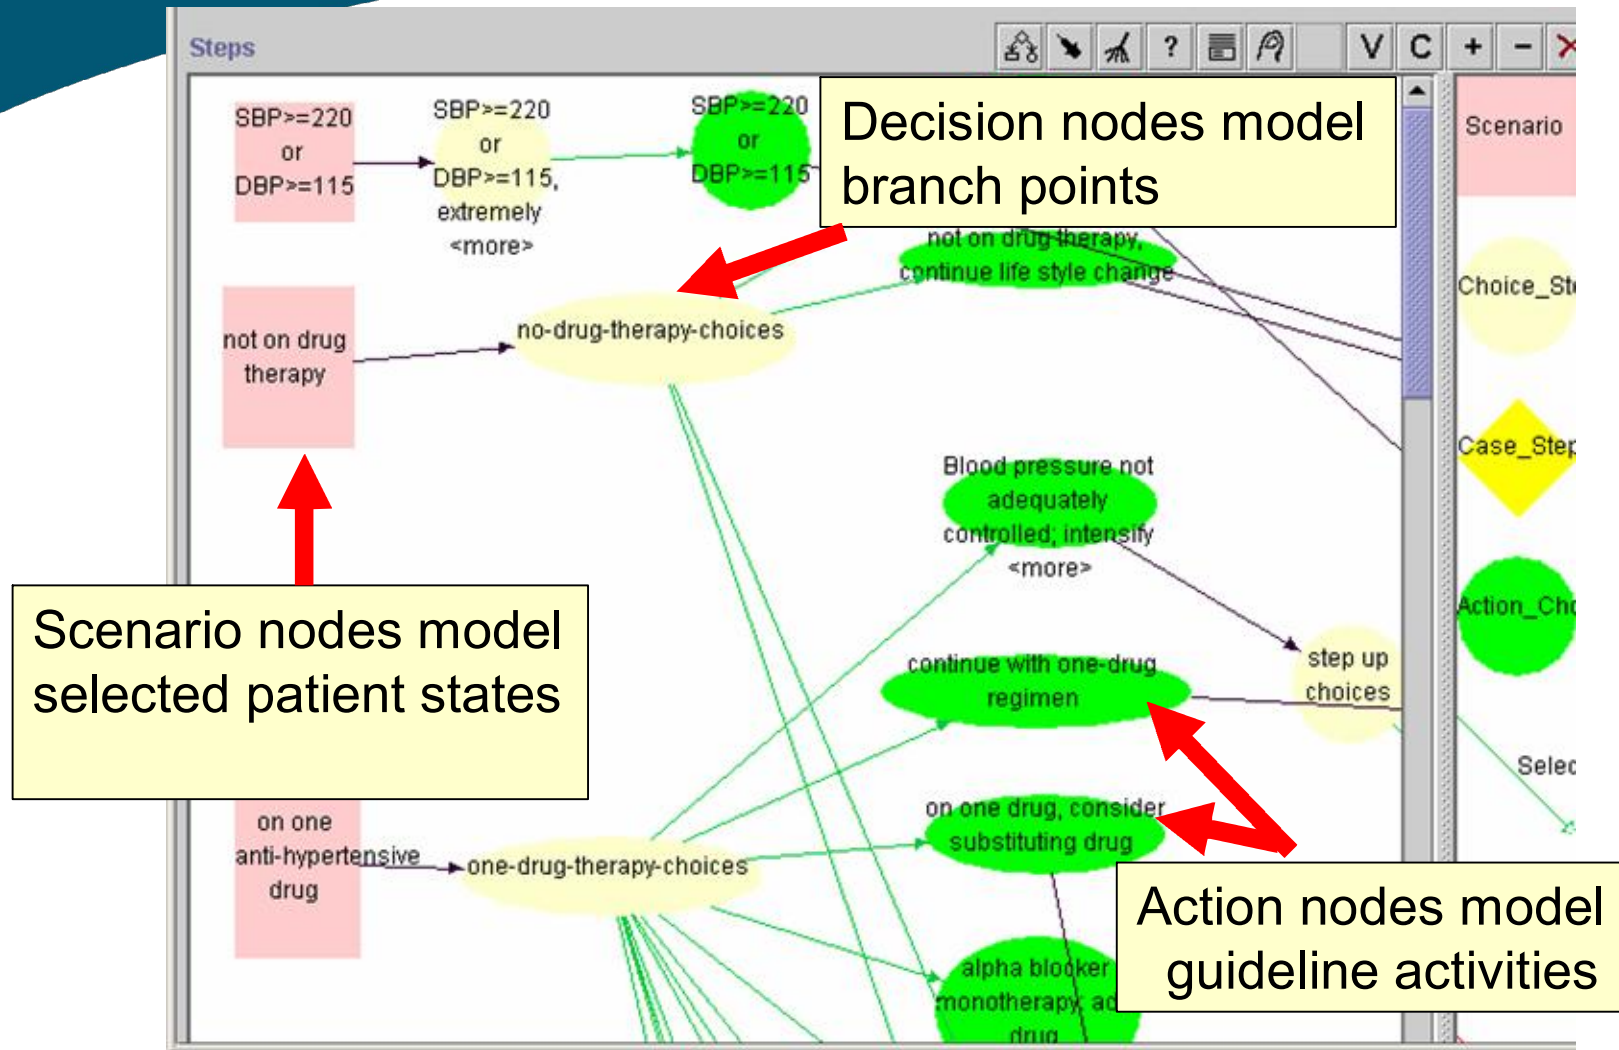 Steps
?
V
C
+
−
SBP>=220
or
DBP>=115
SBP>=220
or
DBP>=115,
extremely
<more>
SBP>=220
or
DBP>=115
Decision nodes model
branch points
not on drug therapy,
continue life style change
not on drug
therapy
no-drug-therapy-choices
Blood pressure not
adequately
controlled; intensify
<more>
Scenario nodes model
selected patient states
continue with one-drug
regimen
step up
choices
on one
anti-hypertensive
drug
one-drug-therapy-choices
on one drug, consider
substituting drug
Action nodes model
guideline activities
alpha blocker
monotherapy, ad
drug
Scenario
Choice_St
Case_Step
Action_Cho
Selec